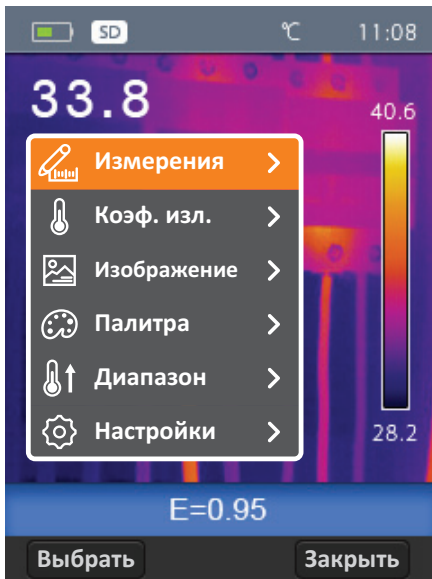 SD ℃ 11:08
33.8
40.6
Измерения
Коэф. изл.
Изображение
Палитра
Диапазон
Настройки
28.2
E=0.95
Выбрать Закрыть